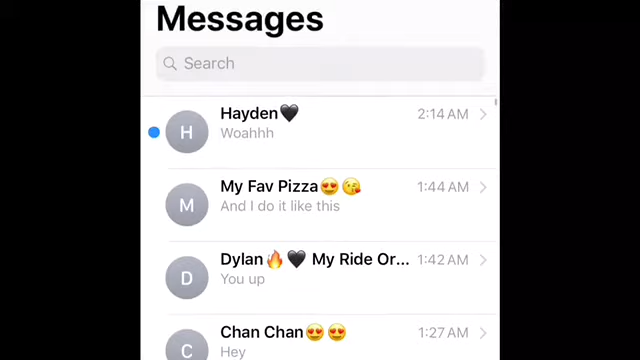 Messages
Search
Hayden🖤 2:14 AM
H
Woahhh
My Fav Pizza😍😘 1:44 AM
M
And I do it like this
Dylan🔥🖤 My Ride Or... 1:42 AM
D
You up
Chan Chan😍😍 1:27 AM
C
Hey